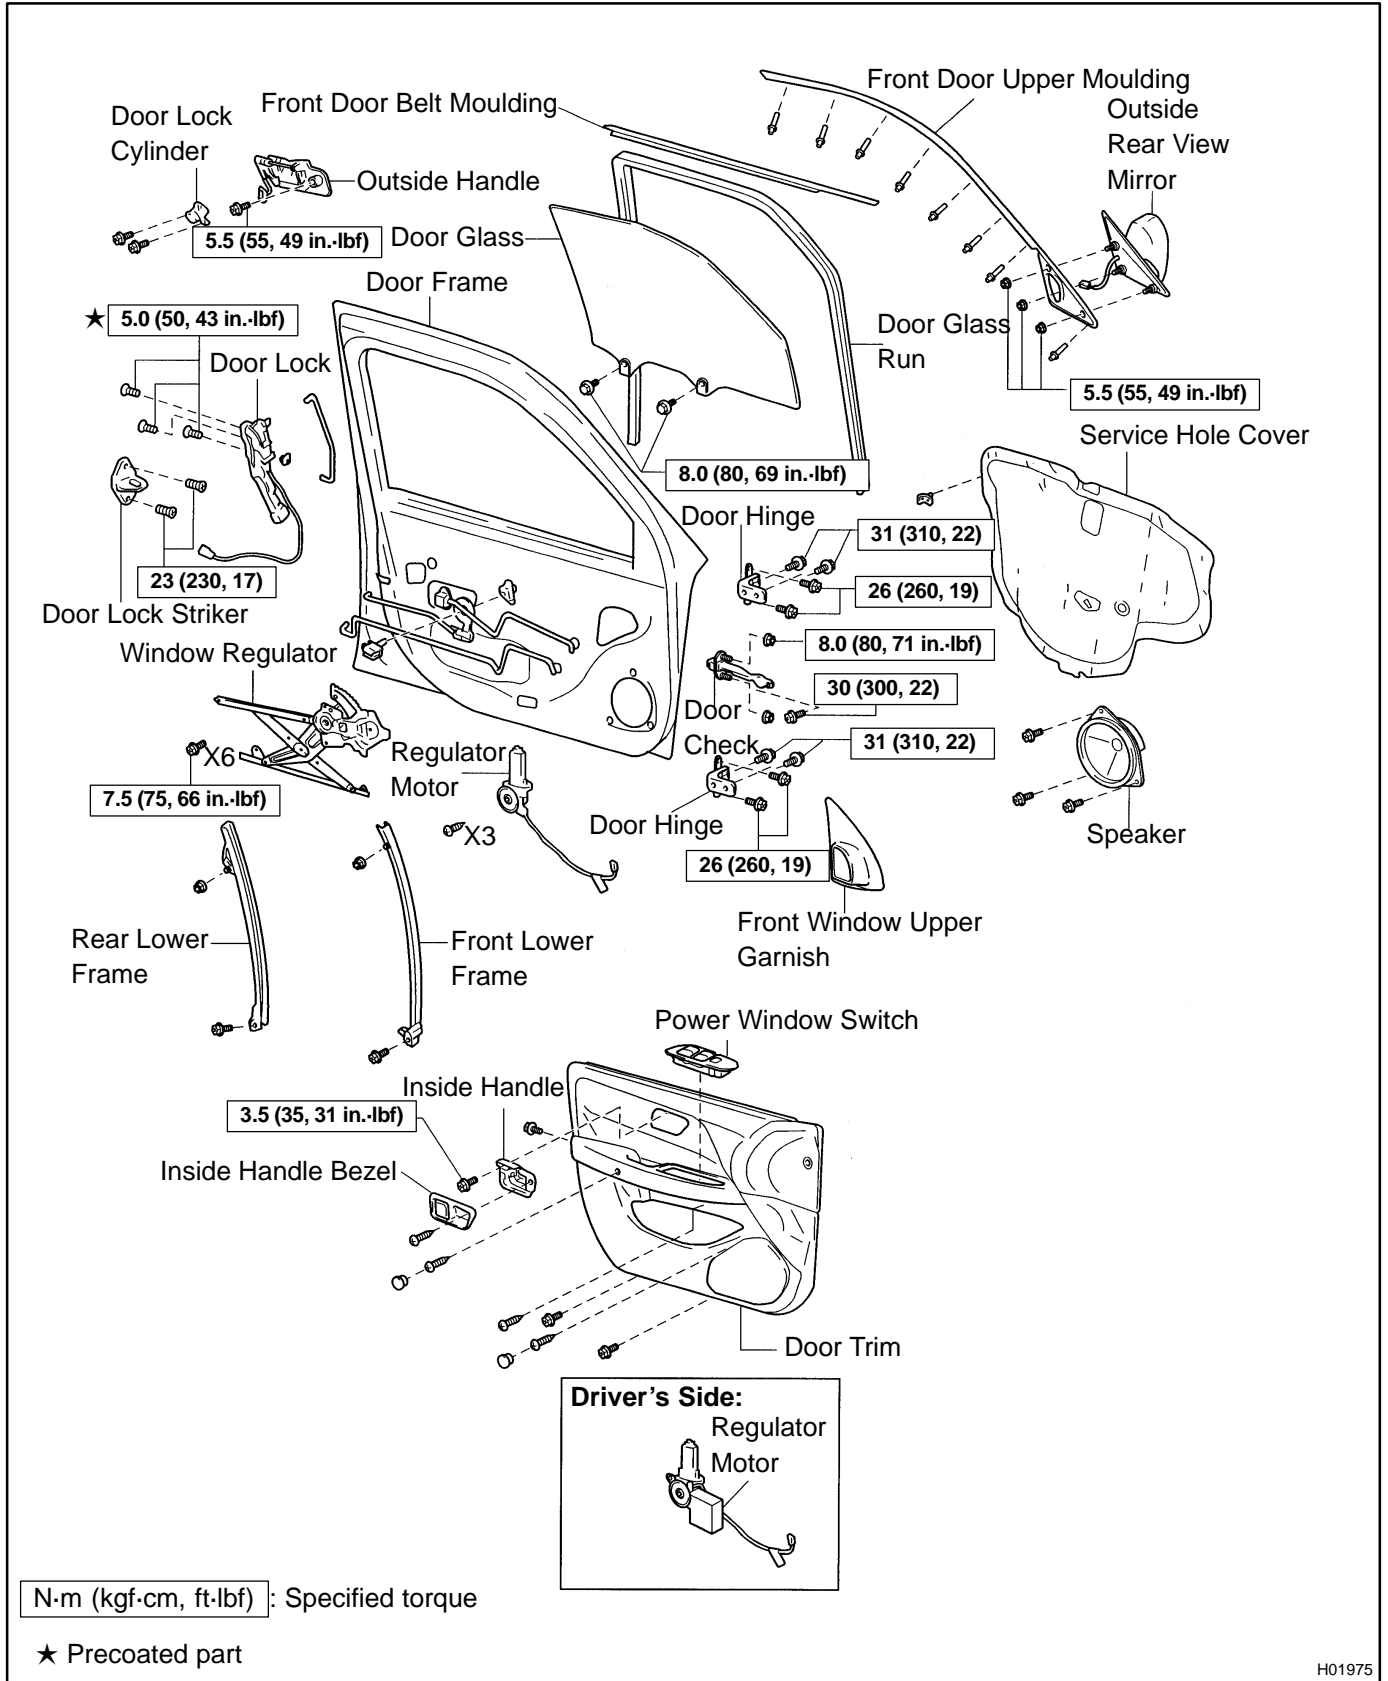 Front Door Upper Moulding
Front Door Belt Moulding
Door Lock
Cylinder
Outside
Rear View
Mirror
Outside Handle
5.5 (55, 49 in.·lbf)
Door Glass
Door Frame
★ 5.0 (50, 43 in.·lbf)
Door Glass
Run
Door Lock
5.5 (55, 49 in.·lbf)
Service Hole Cover
8.0 (80, 69 in.·lbf)
Door Hinge
31 (310, 22)
23 (230, 17)
26 (260, 19)
Door Lock Striker
8.0 (80, 71 in.·lbf)
Window Regulator
30 (300, 22)
Door
Check
31 (310, 22)
X6
Regulator
Motor
7.5 (75, 66 in.·lbf)
X3
Door Hinge
Speaker
26 (260, 19)
Front Window Upper
Garnish
Rear Lower
Frame
Front Lower
Frame
Power Window Switch
Inside Handle
3.5 (35, 31 in.·lbf)
Inside Handle Bezel
Door Trim
Driver's Side:
Regulator
Motor
N·m (kgf·cm, ft·lbf) : Specified torque
★ Precoated part
H01975